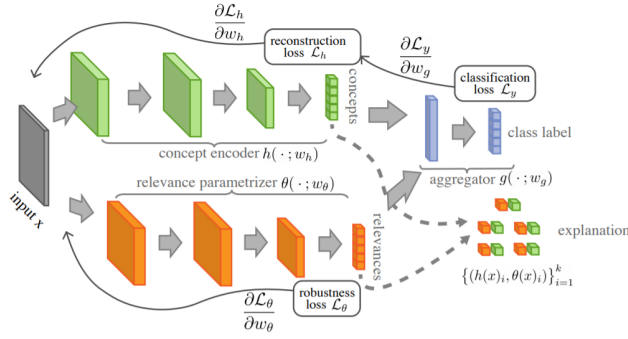 ∂ℒ_h
∂w_h
reconstruction
loss ℒ_h
∂ℒ_y
∂w_g
classification
loss ℒ_y
concepts
class label
concept encoder h( · ; w_h)
input x
relevance parametrizer θ( · ; w_θ)
aggregator g( · ; w_g)
relevances
explanation
{(h(x)_i, θ(x)_i)}_{i=1}^k
∂ℒ_θ
∂w_θ
robustness
loss ℒ_θ